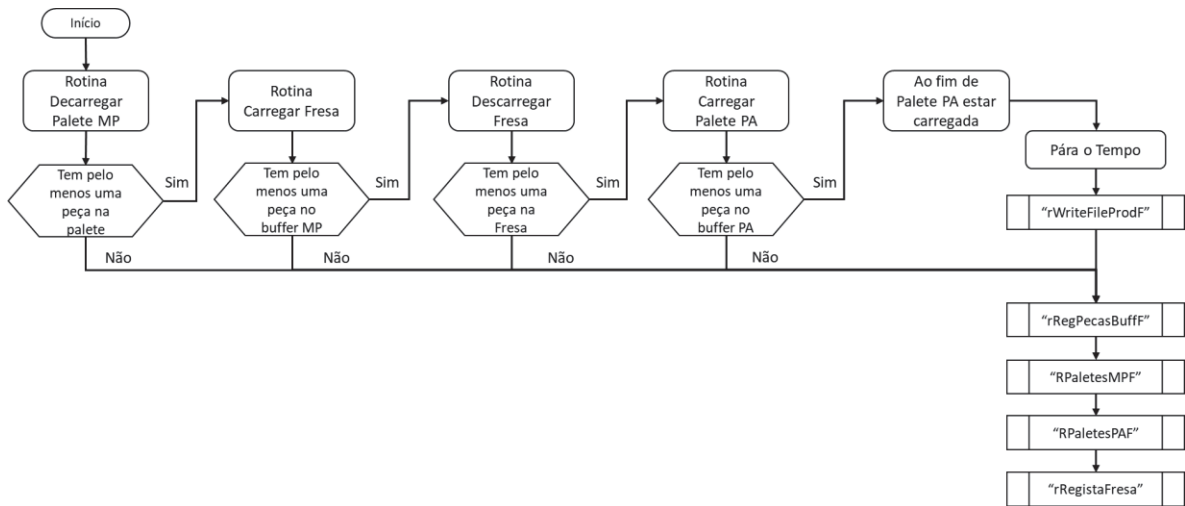 Início
Rotina
Decarregar
Palete MP
Tem pelo
menos uma
peça na
palete
Sim
Não
Rotina
Carregar Fresa
Tem pelo
menos uma
peça no
buffer MP
Sim
Não
Rotina
Descarregar
Fresa
Tem pelo
menos uma
peça na
Fresa
Sim
Não
Rotina
Carregar
Palete PA
Tem pelo
menos uma
peça no
buffer PA
Sim
Não
Ao fim de
Palete PA estar
carregada
Pára o Tempo
“rWriteFileProdF”
“rRegPecasBuffF”
“RPaletesMPF”
“RPaletesPAF”
“rRegistaFresa”